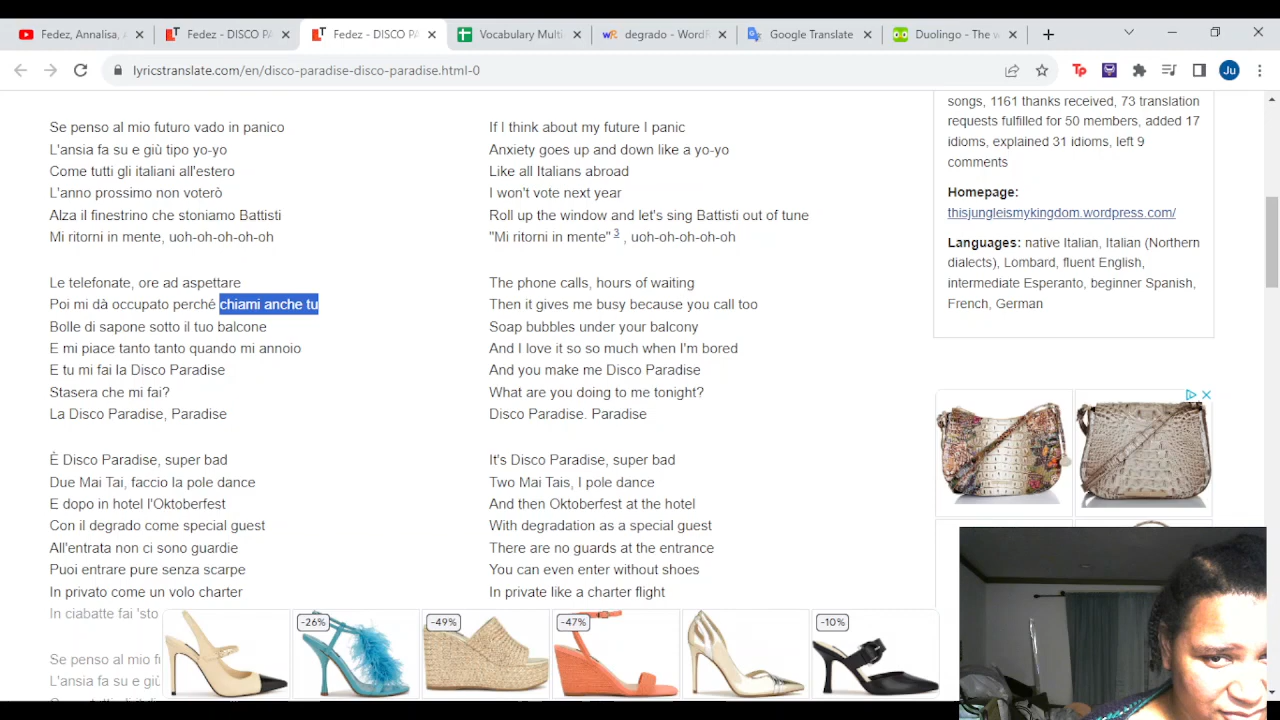 Fedez, Annalisa,
Fedez - DISCO PA
Fedez - DISCO PA
Vocabulary Multi
degrado - WordR
Google Translate
Duolingo - The w
lyricstranslate.com/en/disco-paradise-disco-paradise.html-0
Ju
Se penso al mio futuro vado in panico
L'ansia fa su e giù tipo yo-yo
Come tutti gli italiani all'estero
L'anno prossimo non voterò
Alza il finestrino che stoniamo Battisti
Mi ritorni in mente, uoh-oh-oh-oh-oh
Le telefonate, ore ad aspettare
Poi mi dà occupato perché chiami anche tu
Bolle di sapone sotto il tuo balcone
E mi piace tanto tanto quando mi annoio
E tu mi fai la Disco Paradise
Stasera che mi fai?
La Disco Paradise, Paradise
È Disco Paradise, super bad
Due Mai Tai, faccio la pole dance
E dopo in hotel l'Oktoberfest
Con il degrado come special guest
All'entrata non ci sono guardie
Puoi entrare pure senza scarpe
In privato come un volo charter
In ciabatte fai 'sto
Se penso al mio f
L'ansia fa su e giù
If I think about my future I panic
Anxiety goes up and down like a yo-yo
Like all Italians abroad
I won't vote next year
Roll up the window and let's sing Battisti out of tune
"Mi ritorni in mente" 3 , uoh-oh-oh-oh-oh
The phone calls, hours of waiting
Then it gives me busy because you call too
Soap bubbles under your balcony
And I love it so so much when I'm bored
And you make me Disco Paradise
What are you doing to me tonight?
Disco Paradise. Paradise
It's Disco Paradise, super bad
Two Mai Tais, I pole dance
And then Oktoberfest at the hotel
With degradation as a special guest
There are no guards at the entrance
You can even enter without shoes
In private like a charter flight
songs, 1161 thanks received, 73 translation
requests fulfilled for 50 members, added 17
idioms, explained 31 idioms, left 9
comments
Homepage:
thisjungleismykingdom.wordpress.com/
Languages: native Italian, Italian (Northern
dialects), Lombard, fluent English,
intermediate Esperanto, beginner Spanish,
French, German
-26%
-49%
-47%
-10%